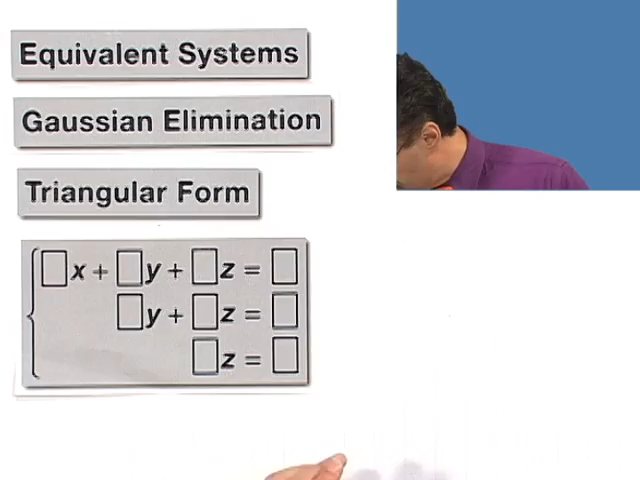 Equivalent Systems
Gaussian Elimination
Triangular Form
□x + □y + □z = □
□y + □z = □
□z = □